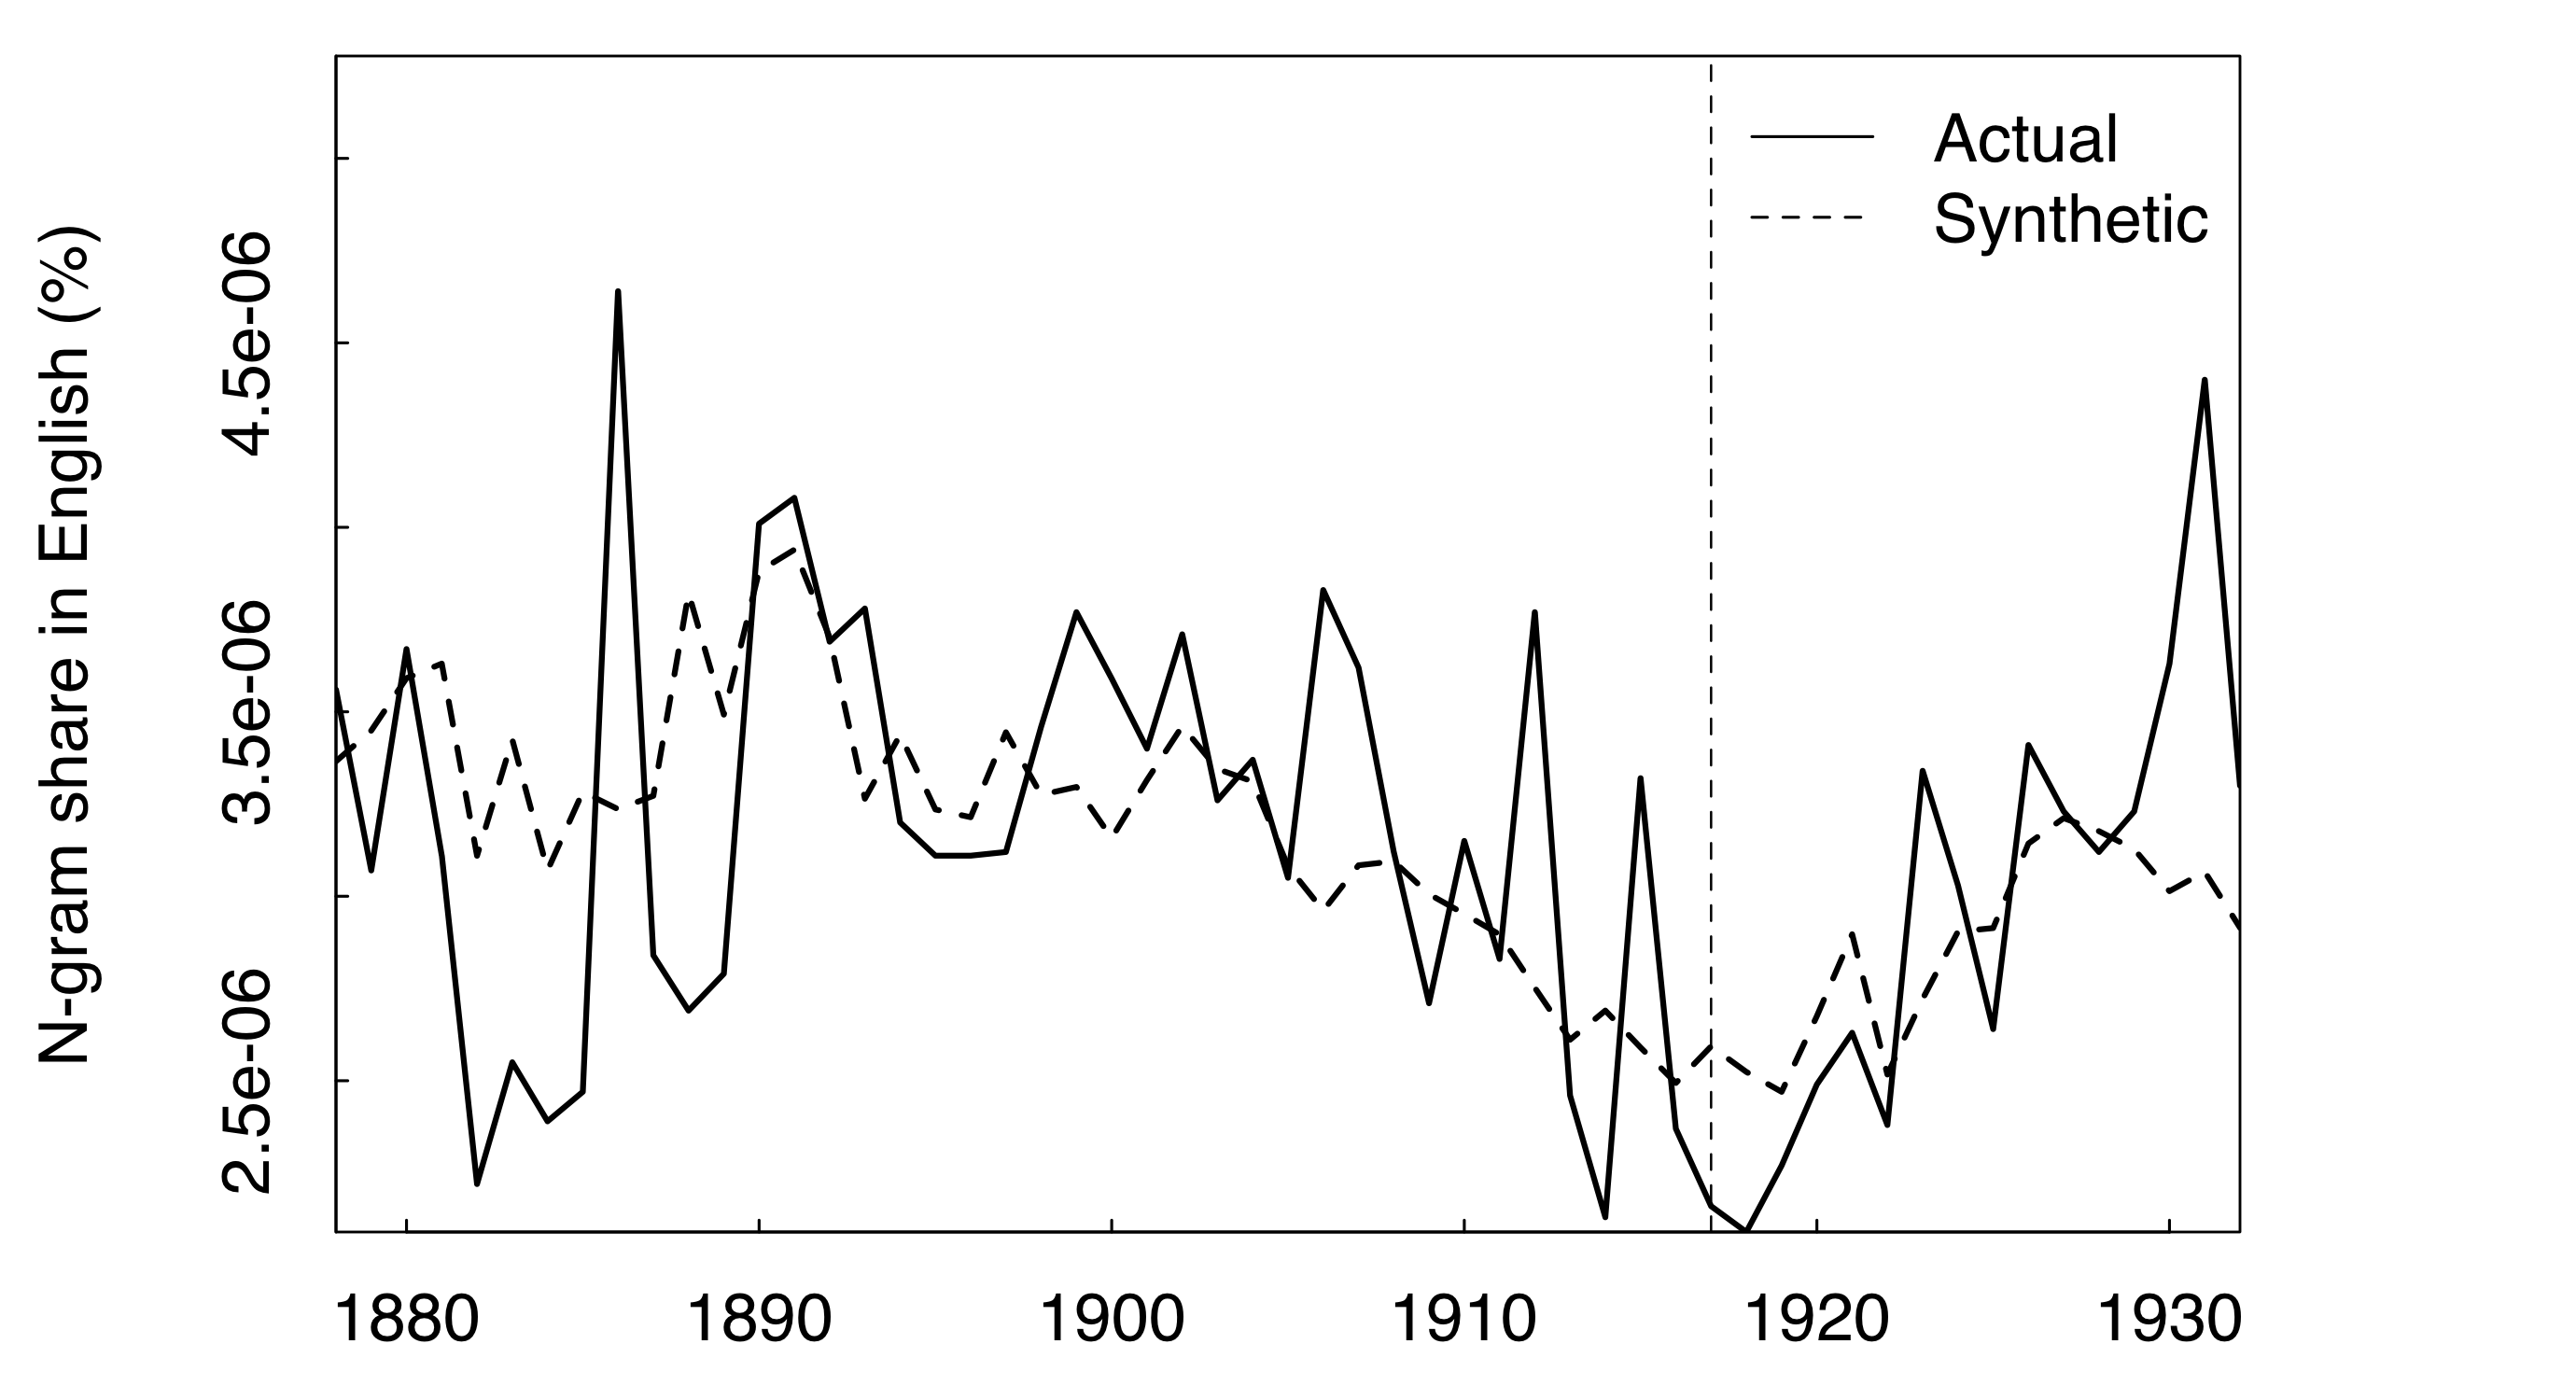 Actual
Synthetic
N-gram share in English (%)
4.5e-06
3.5e-06
2.5e-06
1880 1890 1900 1910 1920 1930